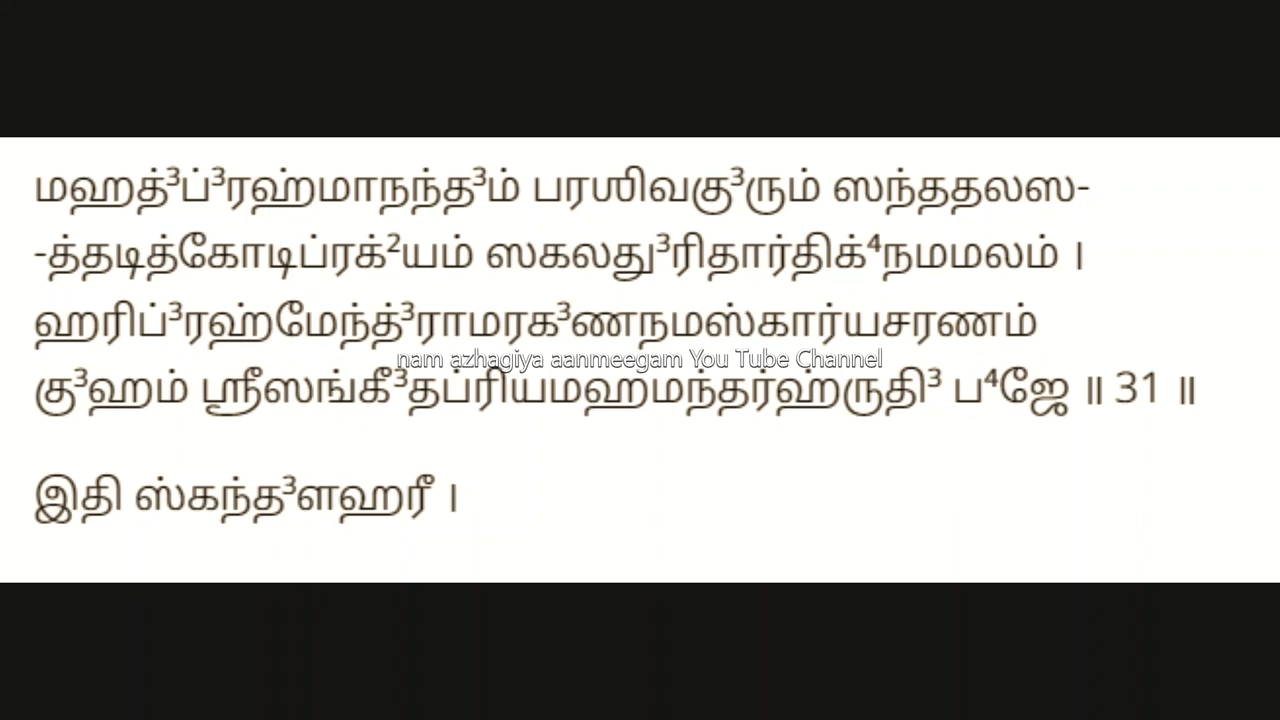 மஹத்³ப்³ரஹ்மாநந்த³ம் பரஶிவகு³ரும் ஸந்ததலஸ-
-த்தடித்கோடிப்ரக்²யம் ஸகலது³ரிதார்திக்⁴நமமலம் ।
ஹரிப்³ரஹ்மேந்த்³ராமரக³ணநமஸ்கார்யசரணம்
nam azhagiya aanmeegam You Tube Channel
கு³ஹம் ஶ்ரீஸங்கீ³தப்ரியமஹமந்தர்ஹ்ருதி³ ப⁴ஜே ॥ 31 ॥
இதி ஸ்கந்த³ளஹரீ ।